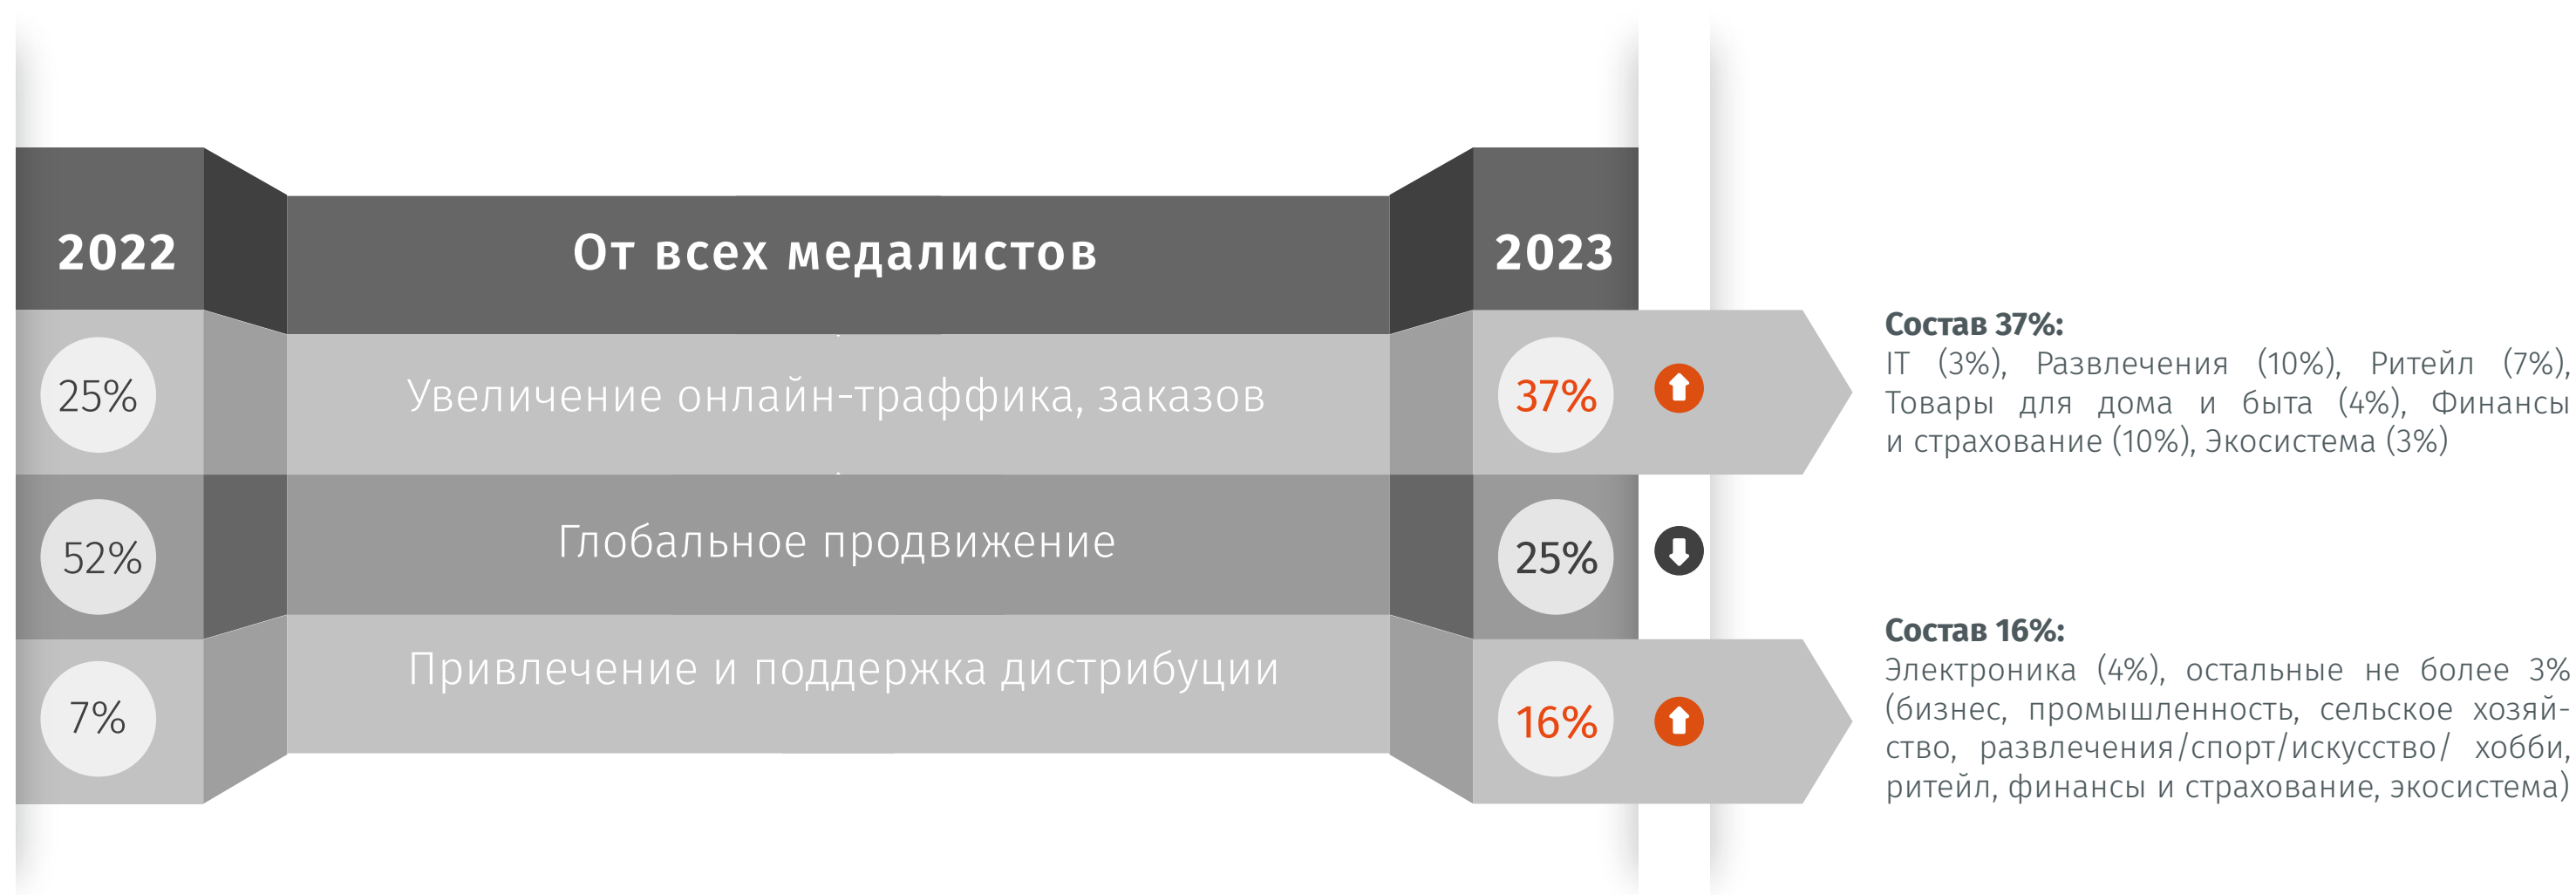 2022 От всех медалистов 2023
25% Увеличение онлайн-траффика, заказов 37%
52% Глобальное продвижение 25%
7% Привлечение и поддержка дистрибуции 16%
Состав 37%:
IT (3%), Развлечения (10%), Ритейл (7%),
Товары для дома и быта (4%), Финансы
и страхование (10%), Экосистема (3%)
Состав 16%:
Электроника (4%), остальные не более 3%
(бизнес, промышленность, сельское хозяй-
ство, развлечения/спорт/искусство/ хобби,
ритейл, финансы и страхование, экосистема)